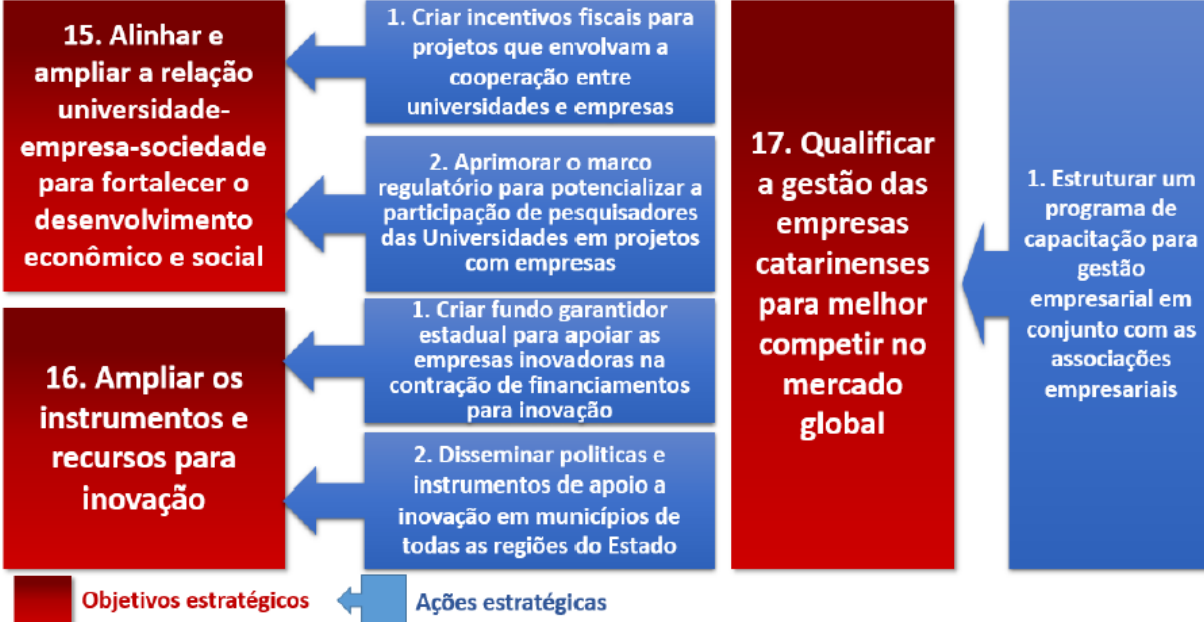 15. Alinhar e
ampliar a relação
universidade-
empresa-sociedade
para fortalecer o
desenvolvimento
econômico e social
1. Criar incentivos fiscais para
projetos que envolvam a
cooperação entre
universidades e empresas
2. Aprimorar o marco
regulatório para potencializar a
participação de pesquisadores
das Universidades em projetos
com empresas
16. Ampliar os
instrumentos e
recursos para
inovação
1. Criar fundo garantidor
estadual para apoiar as
empresas inovadoras na
contração de financiamentos
para inovação
2. Disseminar politicas e
instrumentos de apoio a
inovação em municípios de
todas as regiões do Estado
17. Qualificar
a gestão das
empresas
catarinenses
para melhor
competir no
mercado
global
1. Estruturar um
programa de
capacitação para
gestão
empresarial em
conjunto com as
associações
empresariais
Objetivos estratégicos
Ações estratégicas